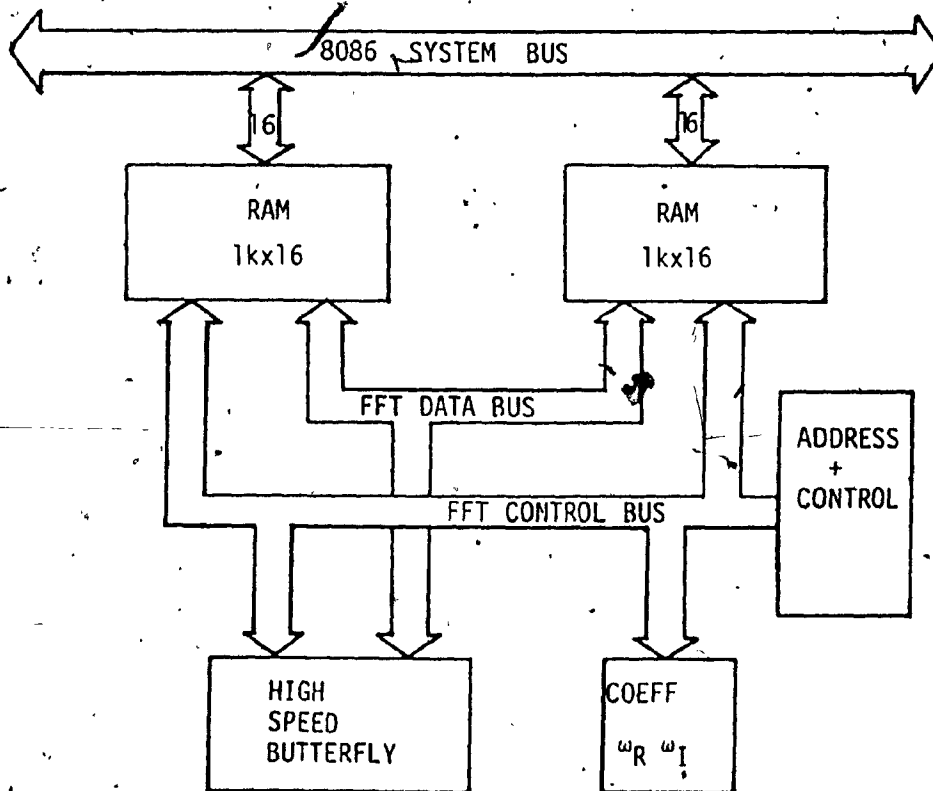 8086 SYSTEM BUS
16
16
RAM
1kx16
RAM
1kx16
FFT DATA BUS
ADDRESS
+
CONTROL
FFT CONTROL BUS
HIGH
SPEED
BUTTERFLY
COEFF
ωR ωI